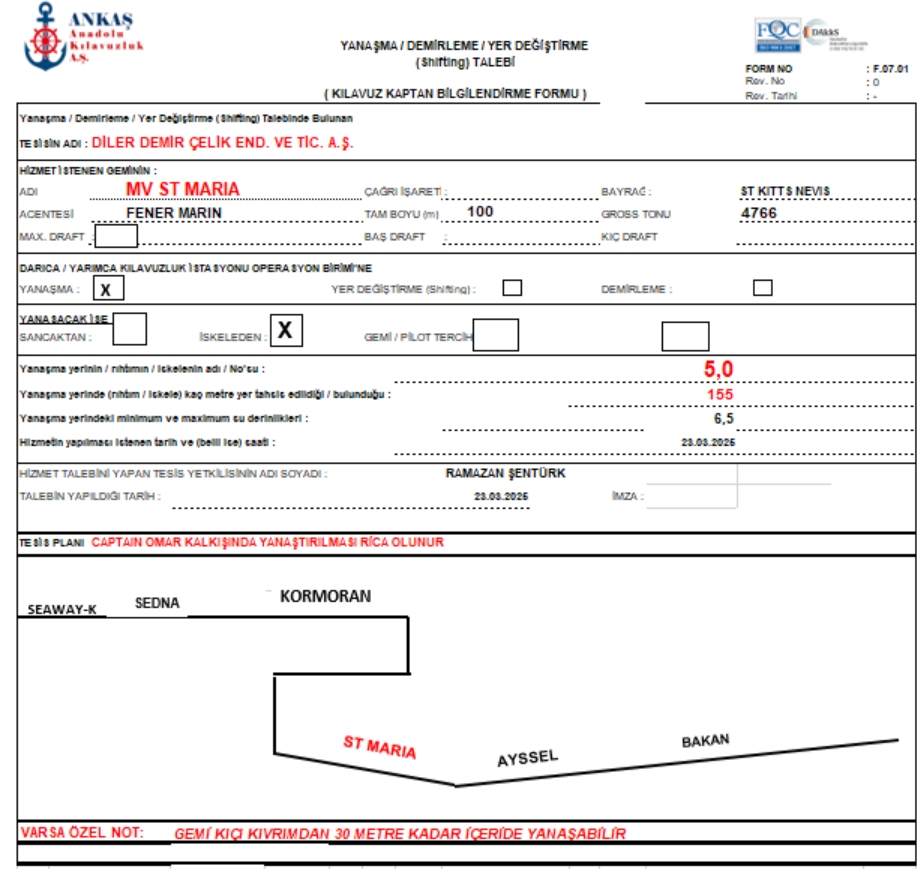 ANKAŞ
Anadolu
Kılavuzluk
A.Ş.
YANAŞMA / DEMİRLEME / YER DEĞİŞTİRME
(Shifting) TALEBİ
( KILAVUZ KAPTAN BİLGİLENDİRME FORMU )
FQC DAkkS
FORM NO : F.07.01
Rev. No : 0
Rev. Tarihi : -
Yanaşma / Demirleme / Yer Değiştirme (Shifting) Talebinde Bulunan
TESİSİN ADI : DİLER DEMİR ÇELİK END. VE TİC. A.Ş.
HİZMET İSTENEN GEMİNİN :
ADI MV ST MARIA ÇAĞRI İŞARETİ : BAYRAĞ : ST KITTS NEVIS
ACENTESİ FENER MARIN TAM BOYU (m) 100 GROSS TONU 4766
MAX. DRAFT : BAŞ DRAFT : KIÇ DRAFT
DARICA / YARIMCA KILAVUZLUK İSTASYONU OPERASYON BİRİMİ'NE
YANAŞMA : X YER DEĞİŞTİRME (Shifting) : DEMİRLEME :
YANAŞACAK İSE
SANCAKTAN : İSKELEDEN : X GEMİ / PİLOT TERCİH
Yanaşma yerinin / rıhtımın / iskelenin adı / No'su : 5,0
Yanaşma yerinde (rıhtım / iskele) kaç metre yer tahsis edildiği / bulunduğu : 155
Yanaşma yerindeki minimum ve maximum su derinlikleri : 6,5
Hizmetin yapılması istenen tarih ve (belli ise) saati : 23.03.2025
HİZMET TALEBİNİ YAPAN TESİS YETKİLİSİNİN ADI SOYADI : RAMAZAN ŞENTÜRK
TALEBİN YAPILDIĞI TARİH : 23.03.2025 İMZA :
TESİS PLANI CAPTAIN OMAR KALKIŞINDA YANAŞTIRILMASI RİCA OLUNUR
SEAWAY-K SEDNA KORMORAN
ST MARIA AYSSEL BAKAN
VARSA ÖZEL NOT: GEMİ KIÇI KIVRIMDAN 30 METRE KADAR İÇERİDE YANAŞABİLİR